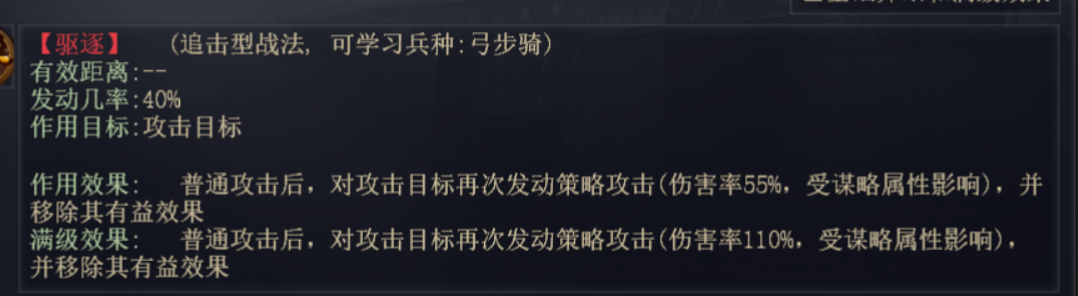 【驱逐】 (追击型战法, 可学习兵种:弓步骑)
有效距离:--
发动几率:40%
作用目标:攻击目标
作用效果: 普通攻击后，对攻击目标再次发动策略攻击(伤害率55%，受谋略属性影响)，并
移除其有益效果
满级效果: 普通攻击后，对攻击目标再次发动策略攻击(伤害率110%，受谋略属性影响)，
并移除其有益效果